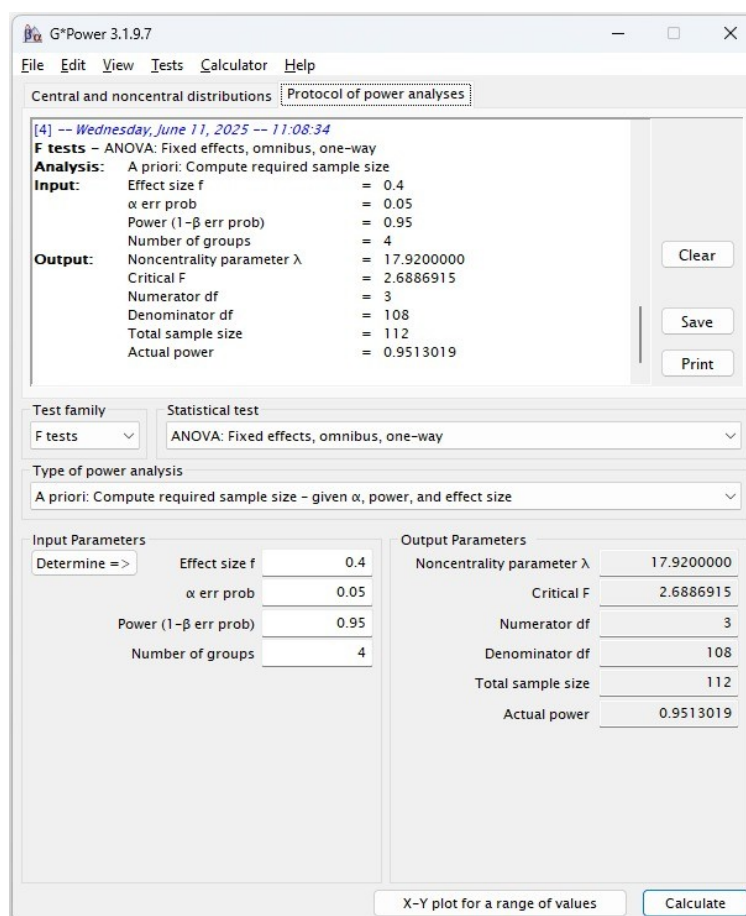 G*Power 3.1.9.7
File Edit View Tests Calculator Help
Central and noncentral distributions Protocol of power analyses
[4] -- Wednesday, June 11, 2025 -- 11:08:34
F tests – ANOVA: Fixed effects, omnibus, one-way
Analysis: A priori: Compute required sample size
Input: Effect size f = 0.4
α err prob = 0.05
Power (1-β err prob) = 0.95
Number of groups = 4
Output: Noncentrality parameter λ = 17.9200000
Critical F = 2.6886915
Numerator df = 3
Denominator df = 108
Total sample size = 112
Actual power = 0.9513019
Clear
Save
Print
Test family Statistical test
F tests ANOVA: Fixed effects, omnibus, one-way
Type of power analysis
A priori: Compute required sample size – given α, power, and effect size
Input Parameters
Determine => Effect size f 0.4
α err prob 0.05
Power (1-β err prob) 0.95
Number of groups 4
Output Parameters
Noncentrality parameter λ 17.9200000
Critical F 2.6886915
Numerator df 3
Denominator df 108
Total sample size 112
Actual power 0.9513019
X-Y plot for a range of values Calculate